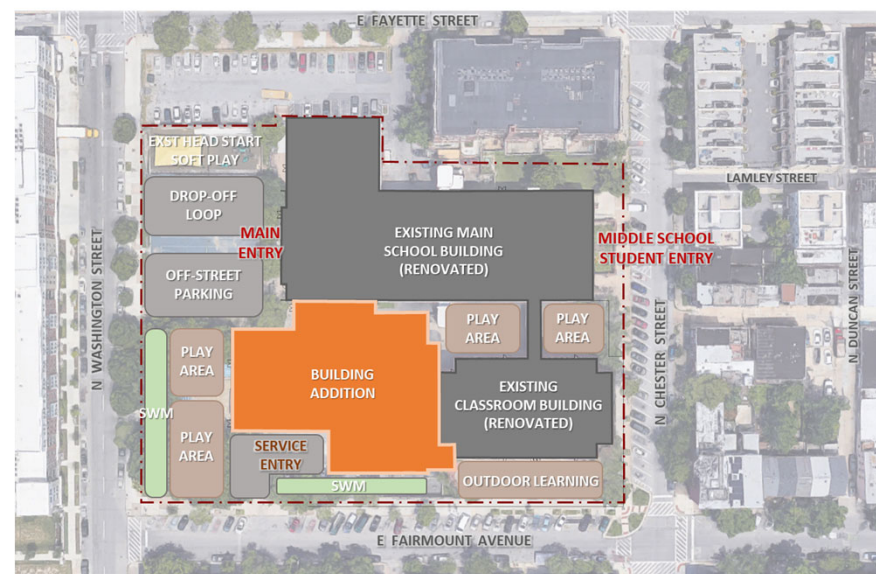 E FAYETTE STREET
EXST HEAD START
SOFT PLAY
LAMLEY STREET
DROP-OFF
LOOP
MAIN
ENTRY
EXISTING MAIN
SCHOOL BUILDING
(RENOVATED)
MIDDLE SCHOOL
STUDENT ENTRY
OFF-STREET
PARKING
N WASHINGTON STREET
N CHESTER STREET
N DUNCAN STREET
PLAY
AREA
PLAY
AREA
PLAY
AREA
BUILDING
ADDITION
EXISTING
CLASSROOM BUILDING
(RENOVATED)
SWM
PLAY
AREA
SERVICE
ENTRY
SWM
OUTDOOR LEARNING
E FAIRMOUNT AVENUE